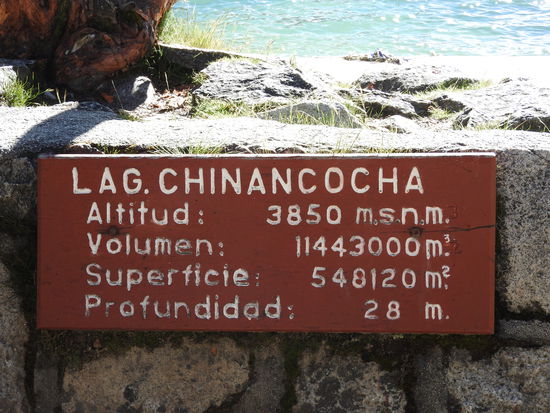 LAG. CHINANCOCHA
Altitud: 3850 m.s.n.m.
Volumen: 11443000 m³.
Superficie: 548120 m².
Profundidad: 28 m.